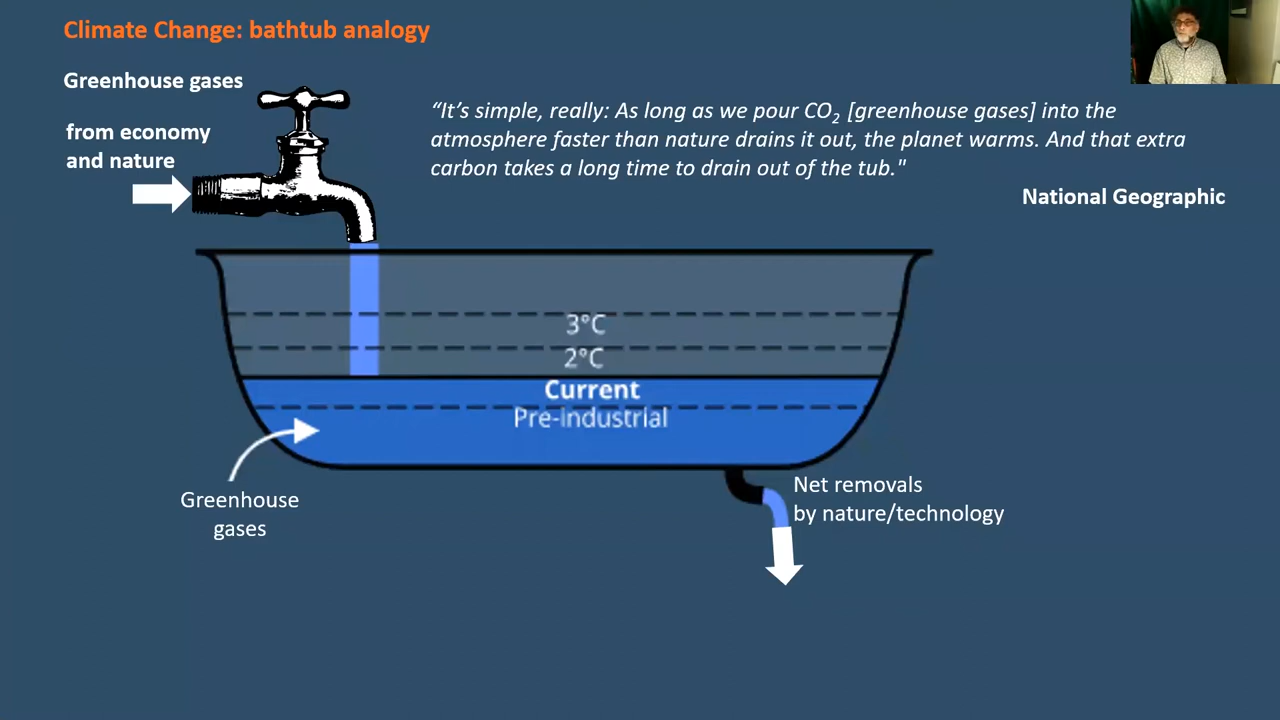 Climate Change: bathtub analogy
Greenhouse gases
from economy
and nature
“It’s simple, really: As long as we pour CO₂ [greenhouse gases] into the
atmosphere faster than nature drains it out, the planet warms. And that extra
carbon takes a long time to drain out of the tub."
National Geographic
3°C
2°C
Current
Pre-industrial
Greenhouse
gases
Net removals
by nature/technology